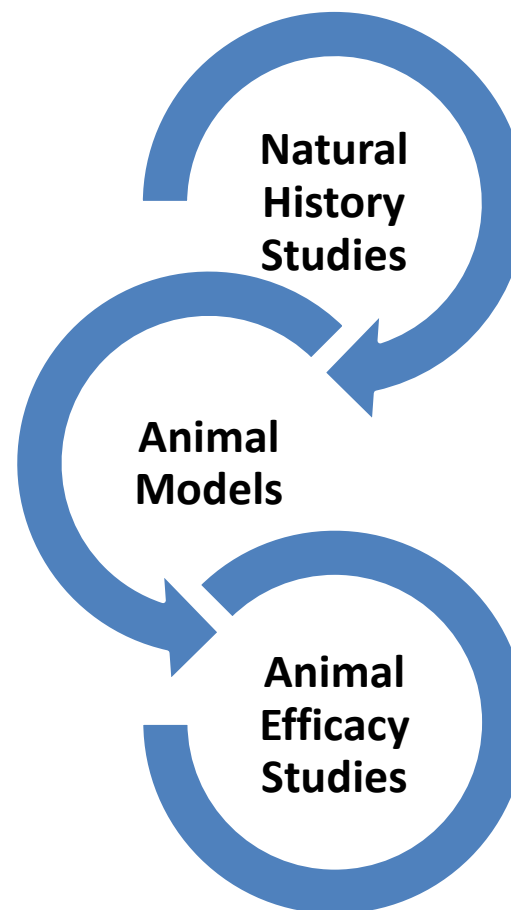 Natural
History
Studies
Animal
Models
Animal
Efficacy
Studies